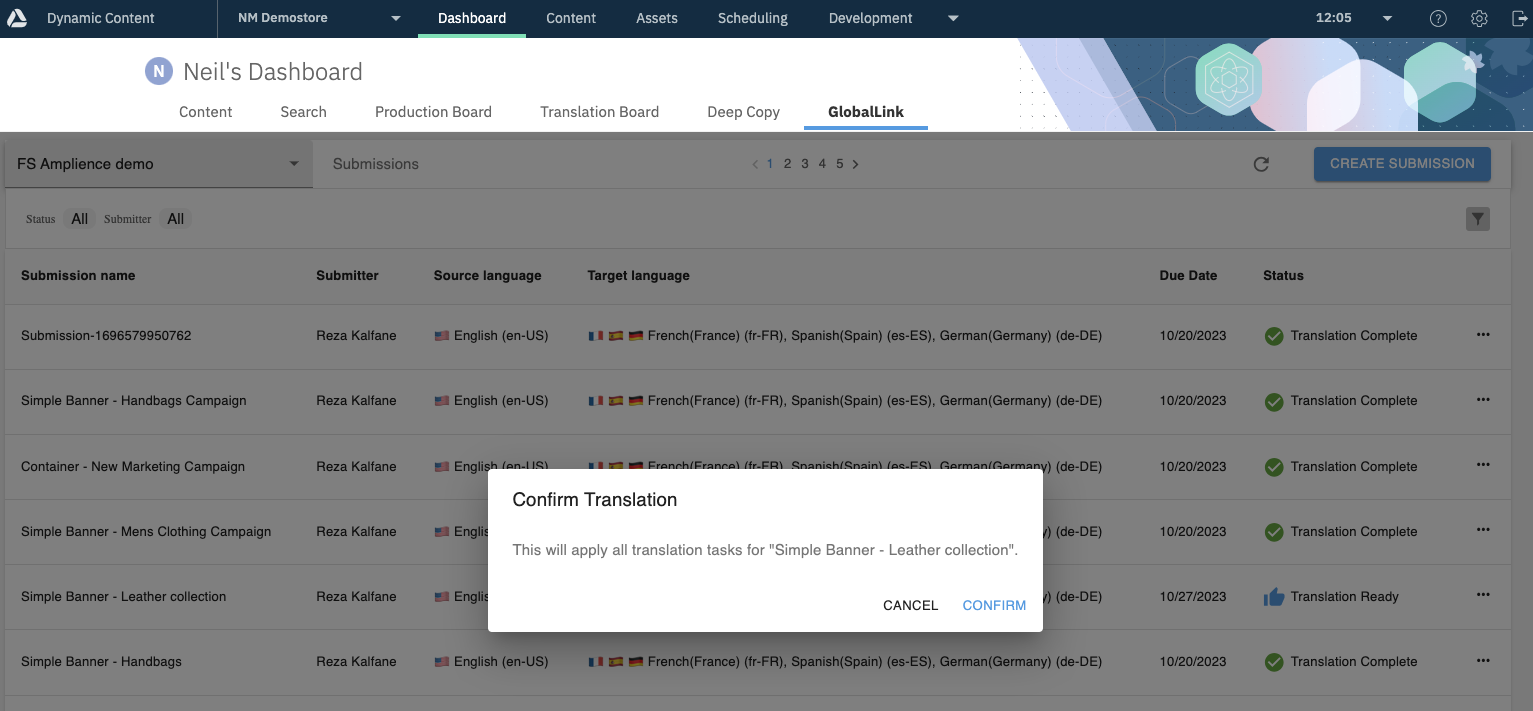 Dynamic Content NM Demostore Dashboard Content Assets Scheduling Development 12:05
N Neil's Dashboard
Content Search Production Board Translation Board Deep Copy GlobalLink
FS Amplience demo Submissions 1 2 3 4 5 CREATE SUBMISSION
Status All Submitter All
Submission name Submitter Source language Target language Due Date Status
Submission-1696579950762 Reza Kalfane English (en-US) French(France) (fr-FR), Spanish(Spain) (es-ES), German(Germany) (de-DE) 10/20/2023 Translation Complete
Simple Banner - Handbags Campaign Reza Kalfane English (en-US) French(France) (fr-FR), Spanish(Spain) (es-ES), German(Germany) (de-DE) 10/20/2023 Translation Complete
Container - New Marketing Campaign Reza Kalfane English (en-US) French(France) (fr-FR), Spanish(Spain) (es-ES), German(Germany) (de-DE) 10/20/2023 Translation Complete
Confirm Translation
Simple Banner - Mens Clothing Campaign Reza Kalfane (de-DE) 10/20/2023 Translation Complete
This will apply all translation tasks for "Simple Banner - Leather collection".
Simple Banner - Leather collection Reza Kalfane (de-DE) 10/27/2023 Translation Ready
CANCEL CONFIRM
Simple Banner - Handbags Reza Kalfane English (en-US) French(France) (fr-FR), Spanish(Spain) (es-ES), German(Germany) (de-DE) 10/20/2023 Translation Complete